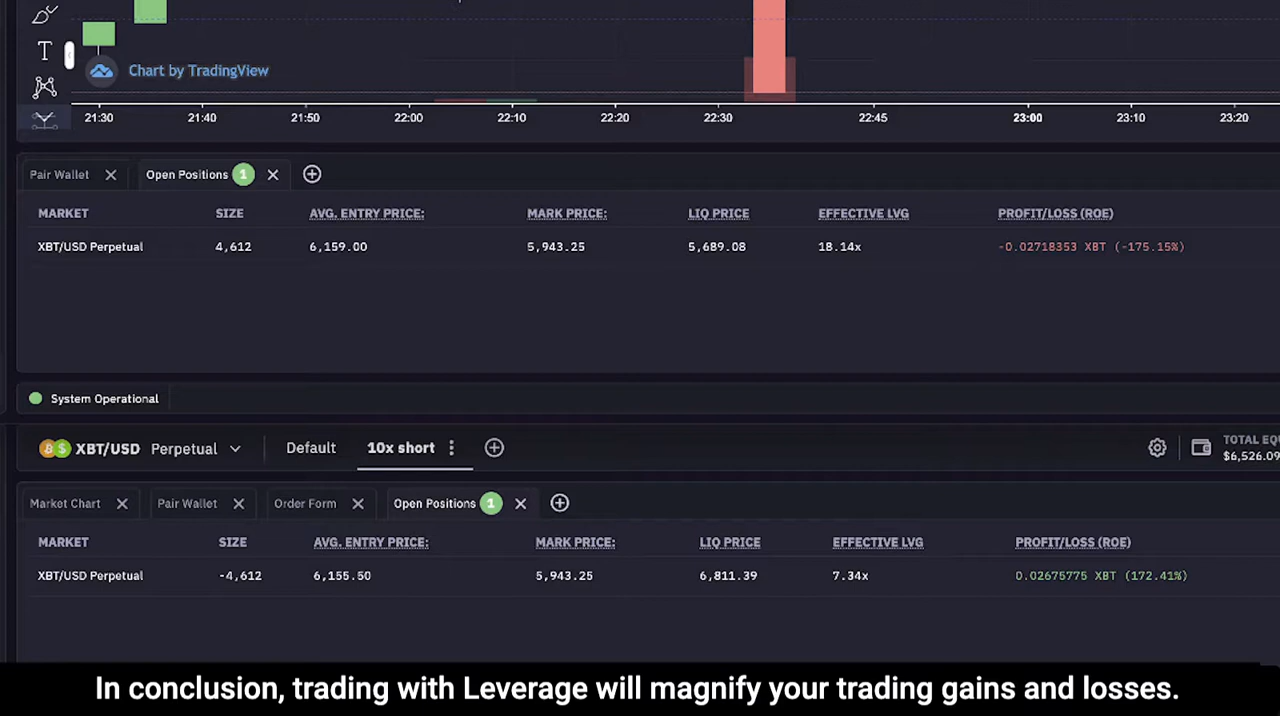 T
Chart by TradingView
21:30 21:40 21:50 22:00 22:10 22:20 22:30 22:45 23:00 23:10 23:20
Pair Wallet Open Positions 1
MARKET SIZE AVG. ENTRY PRICE: MARK PRICE: LIQ PRICE EFFECTIVE LVG PROFIT/LOSS (ROE)
XBT/USD Perpetual 4,612 6,159.00 5,943.25 5,689.08 18.14x -0.02718353 XBT (-175.15%)
System Operational
XBT/USD Perpetual Default 10x short TOTAL EQU
$6,526.09
Market Chart Pair Wallet Order Form Open Positions 1
MARKET SIZE AVG. ENTRY PRICE: MARK PRICE: LIQ PRICE EFFECTIVE LVG PROFIT/LOSS (ROE)
XBT/USD Perpetual -4,612 6,155.50 5,943.25 6,811.39 7.34x 0.02675775 XBT (172.41%)
In conclusion, trading with Leverage will magnify your trading gains and losses.